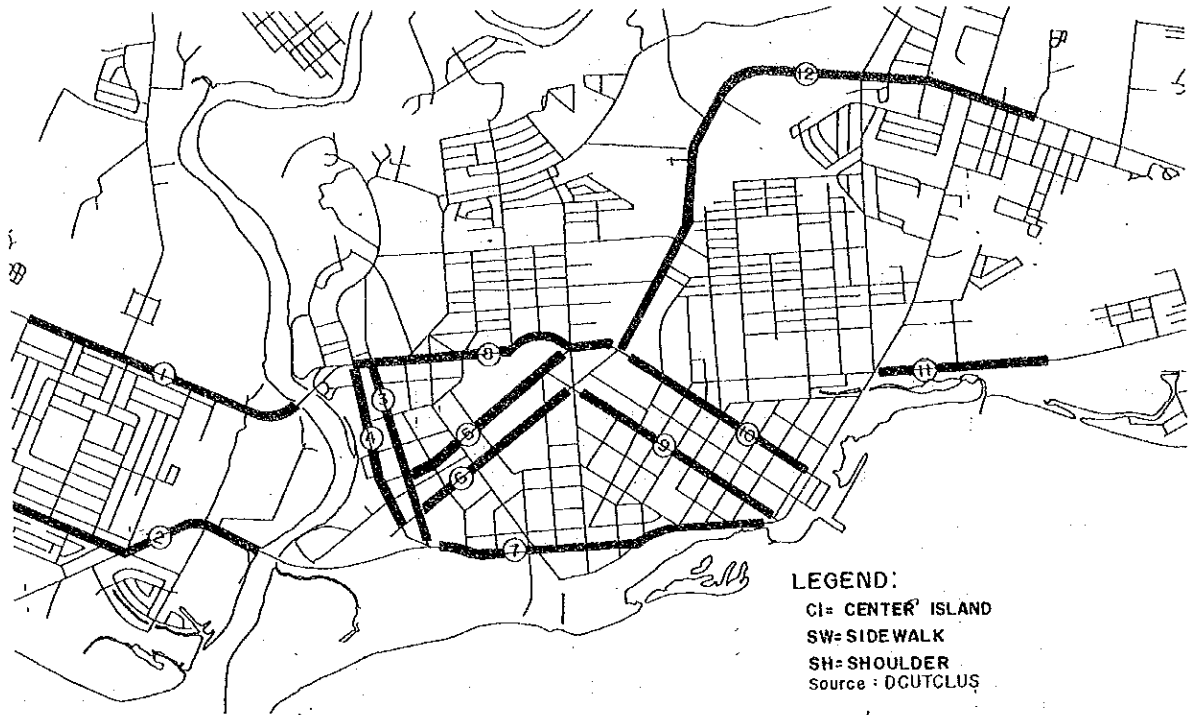 12
1
8
3
4
5
10
9
6
11
2
7
LEGEND:
CI= CENTER ISLAND
SW= SIDEWALK
SH= SHOULDER
Source : DCUTCLUS